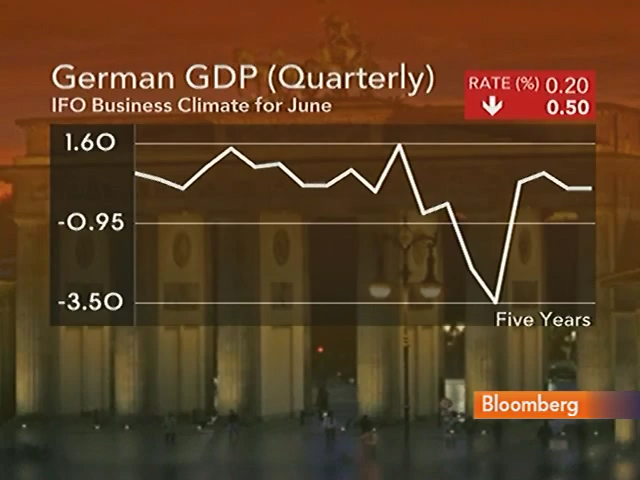 German GDP (Quarterly)
IFO Business Climate for June
RATE (%) 0.20
0.50
1.60
-0.95
-3.50
Five Years
Bloomberg